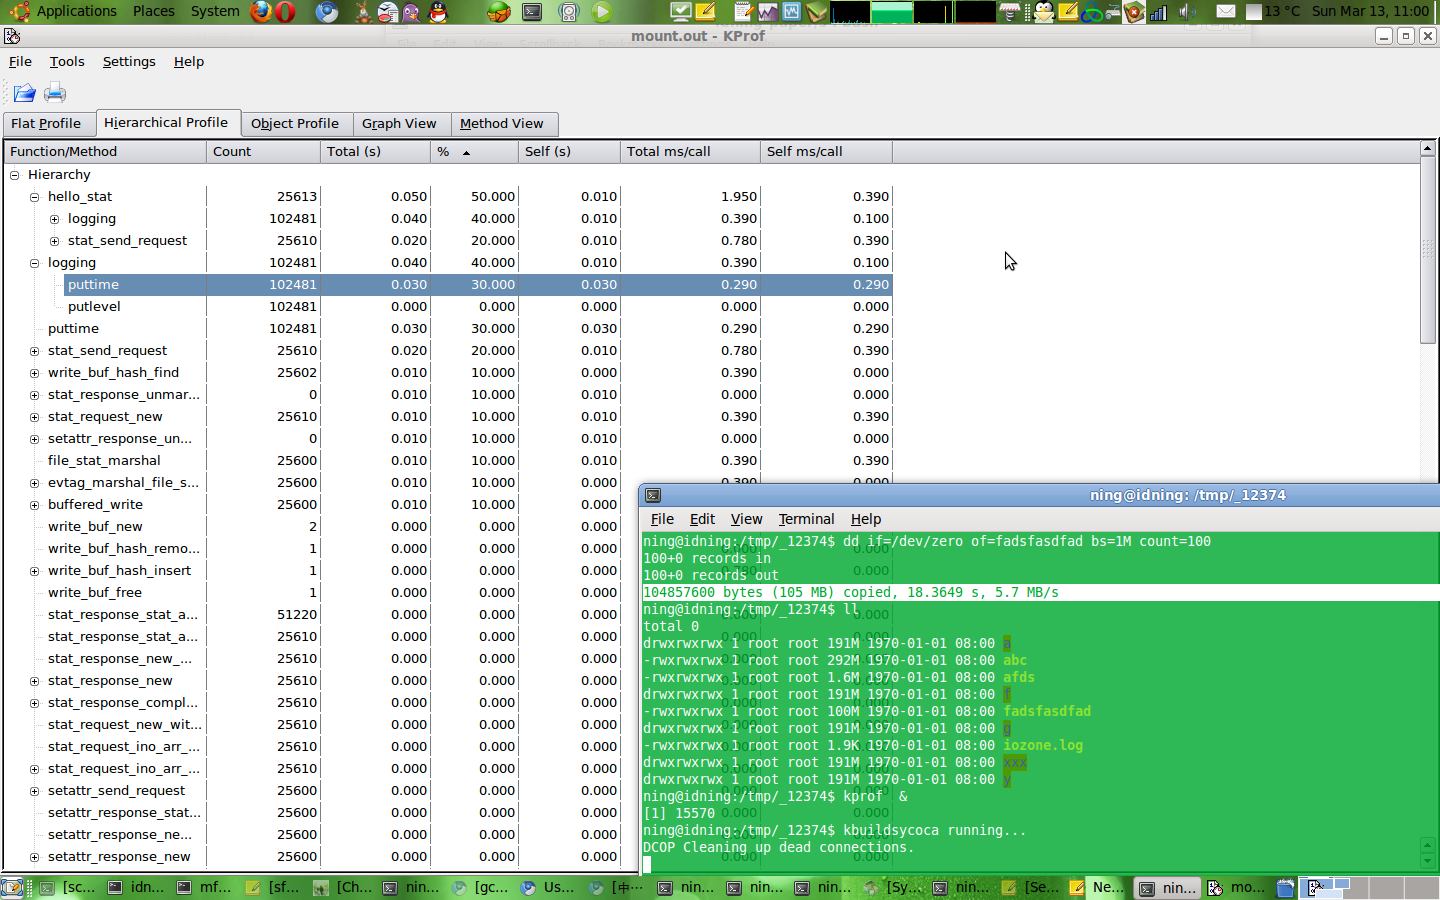 Applications Places System 13 °C Sun Mar 13, 11:00
mount.out - KProf
File Tools Settings Help
Flat Profile Hierarchical Profile Object Profile Graph View Method View
Function/Method Count Total (s) % Self (s) Total ms/call Self ms/call
Hierarchy
hello_stat 25613 0.050 50.000 0.010 1.950 0.390
logging 102481 0.040 40.000 0.010 0.390 0.100
stat_send_request 25610 0.020 20.000 0.010 0.780 0.390
logging 102481 0.040 40.000 0.010 0.390 0.100
puttime 102481 0.030 30.000 0.030 0.290 0.290
putlevel 102481 0.000 0.000 0.000 0.000 0.000
puttime 102481 0.030 30.000 0.030 0.290 0.290
stat_send_request 25610 0.020 20.000 0.010 0.780 0.390
write_buf_hash_find 25602 0.010 10.000 0.000 0.390 0.000
stat_response_unmar... 0 0.010 10.000 0.010 0.000 0.000
stat_request_new 25610 0.010 10.000 0.010 0.390 0.390
setattr_response_un... 0 0.010 10.000 0.010 0.000 0.000
file_stat_marshal 25600 0.010 10.000 0.010 0.390 0.390
evtag_marshal_file_s... 25600 0.010 10.000 0.000 0.390 0.000
buffered_write 25600 0.010 10.000 0.000
write_buf_new 2 0.000 0.000 0.000
write_buf_hash_remo... 1 0.000 0.000 0.000
write_buf_hash_insert 1 0.000 0.000 0.000
write_buf_free 1 0.000 0.000 0.000
stat_response_stat_a... 51220 0.000 0.000 0.000
stat_response_stat_a... 25610 0.000 0.000 0.000
stat_response_new_... 25610 0.000 0.000 0.000
stat_response_new 25610 0.000 0.000 0.000
stat_response_compl... 25610 0.000 0.000 0.000
stat_request_new_wit... 25610 0.000 0.000 0.000
stat_request_ino_arr_... 25610 0.000 0.000 0.000
stat_request_ino_arr_... 25610 0.000 0.000 0.000
setattr_send_request 25600 0.000 0.000 0.000
setattr_response_stat... 25600 0.000 0.000 0.000
setattr_response_ne... 25600 0.000 0.000 0.000
setattr_response_new 25600 0.000 0.000 0.000
ning@idning: /tmp/_12374
File Edit View Terminal Help
ning@idning:/tmp/_12374$ dd if=/dev/zero of=fadsfasdfad bs=1M count=100
100+0 records in
100+0 records out
104857600 bytes (105 MB) copied, 18.3649 s, 5.7 MB/s
ning@idning:/tmp/_12374$ ll
total 0
drwxrwxrwx 1 root root 191M 1970-01-01 08:00 a
-rwxrwxrwx 1 root root 292M 1970-01-01 08:00 abc
-rwxrwxrwx 1 root root 1.6M 1970-01-01 08:00 afds
drwxrwxrwx 1 root root 191M 1970-01-01 08:00 f
-rwxrwxrwx 1 root root 100M 1970-01-01 08:00 fadsfasdfad
drwxrwxrwx 1 root root 191M 1970-01-01 08:00 g
-rwxrwxrwx 1 root root 1.9K 1970-01-01 08:00 iozone.log
drwxrwxrwx 1 root root 191M 1970-01-01 08:00 xxx
drwxrwxrwx 1 root root 191M 1970-01-01 08:00 y
ning@idning:/tmp/_12374$ kprof &
[1] 15570
ning@idning:/tmp/_12374$ kbuildsycoca running...
DCOP Cleaning up dead connections.
[sc... idn... mf... [sf... [Ch... nin... [gc... Us... [中... nin... nin... nin... [Sy... nin... [Se... Ne... nin... mo...